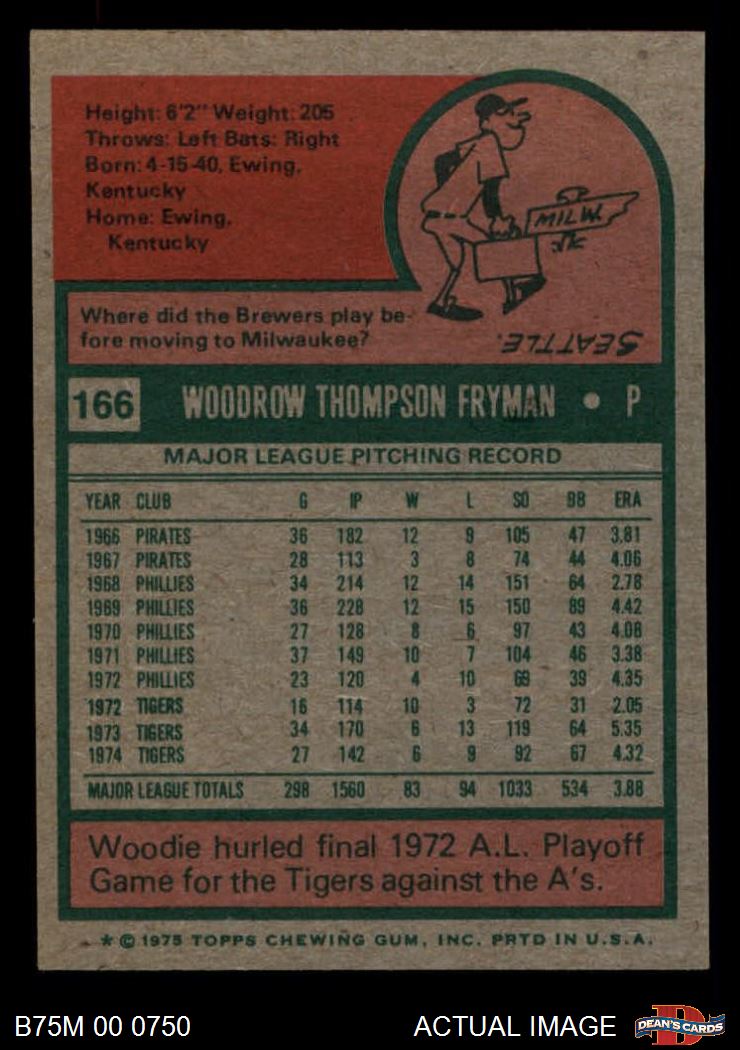 Height: 6'2" Weight: 205
Throws: Left Bats: Right
Born: 4-15-40, Ewing,
Kentucky
Home: Ewing,
Kentucky
MILW.
Where did the Brewers play be-
fore moving to Milwaukee?
SEATTLE.
166 WOODROW THOMPSON FRYMAN • P
MAJOR LEAGUE PITCHING RECORD
YEAR CLUB G IP W L SO BB ERA
1966 PIRATES 36 182 12 9 105 47 3.81
1967 PIRATES 28 113 3 8 74 44 4.06
1968 PHILLIES 34 214 12 14 151 64 2.78
1969 PHILLIES 36 228 12 15 150 89 4.42
1970 PHILLIES 27 128 8 6 97 43 4.08
1971 PHILLIES 37 149 10 7 104 46 3.38
1972 PHILLIES 23 120 4 10 69 39 4.35
1972 TIGERS 16 114 10 3 72 31 2.05
1973 TIGERS 34 170 6 13 119 64 5.35
1974 TIGERS 27 142 6 9 92 67 4.32
MAJOR LEAGUE TOTALS 298 1560 83 94 1033 534 3.88
Woodie hurled final 1972 A.L. Playoff
Game for the Tigers against the A's.
* © 1975 TOPPS CHEWING GUM, INC. PRTD IN U.S.A.
B75M 00 0750 ACTUAL IMAGE
D
DEAN'S CARDS